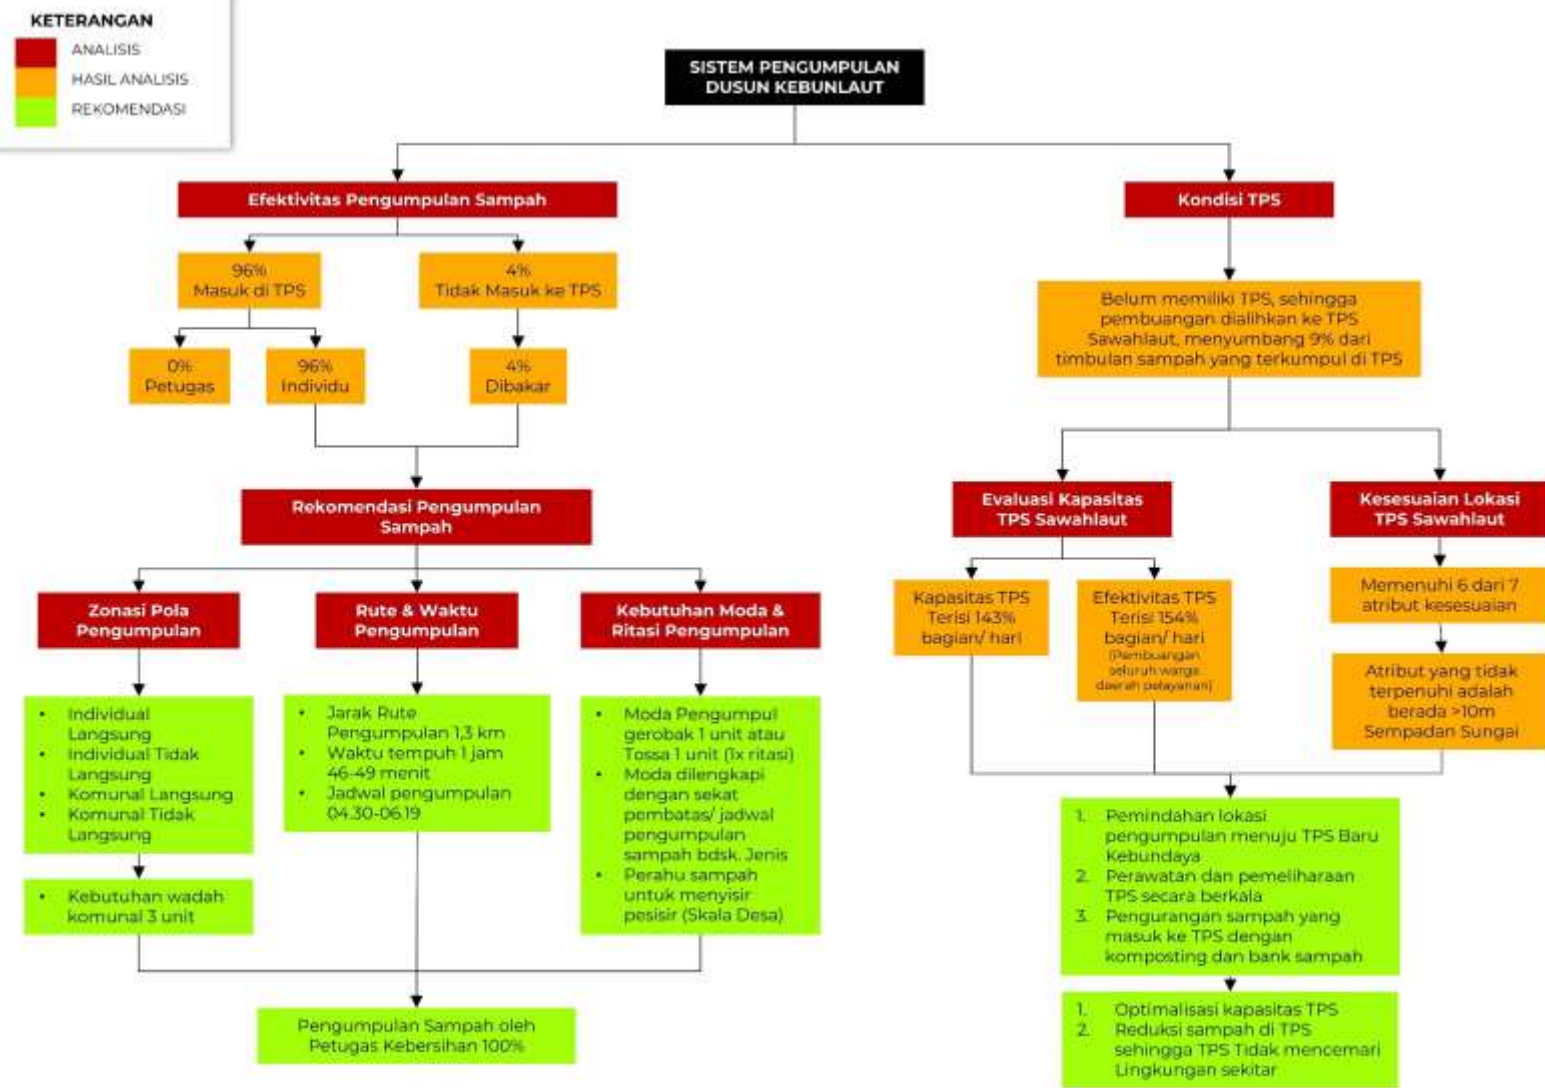 KETERANGAN
ANALISIS
HASIL ANALISIS
REKOMENDASI
SISTEM PENGUMPULAN
DUSUN KEBUNLAUT
Efektivitas Pengumpulan Sampah
Kondisi TPS
96%
Masuk di TPS
4%
Tidak Masuk ke TPS
0%
Petugas
96%
Individu
4%
Dibakar
Belum memiliki TPS, sehingga
pembuangan dialihkan ke TPS
Sawahlaut, menyumbang 9% dari
timbulan sampah yang terkumpul di TPS
Rekomendasi Pengumpulan
Sampah
Evaluasi Kapasitas
TPS Sawahlaut
Kesesuaian Lokasi
TPS Sawahlaut
Zonasi Pola
Pengumpulan
Rute & Waktu
Pengumpulan
Kebutuhan Moda &
Ritasi Pengumpulan
Kapasitas TPS
Terisi 143%
bagian/ hari
Efektivitas TPS
Terisi 154%
bagian/ hari
(Pembuangan
seluruh warga
daerah pelayanan)
Memenuhi 6 dari 7
atribut kesesuaian
Atribut yang tidak
terpenuhi adalah
berada >10m
Sempadan Sungai
• Individual
Langsung
• Individual Tidak
Langsung
• Komunal Langsung
• Komunal Tidak
Langsung
• Kebutuhan wadah
komunal 3 unit
• Jarak Rute
Pengumpulan 1,3 km
• Waktu tempuh 1 jam
46-49 menit
• Jadwal pengumpulan
04.30-06.19
• Moda Pengumpul
gerobak 1 unit atau
Tossa 1 unit (1x ritasi)
• Moda dilengkapi
dengan sekat
pembatas/ jadwal
pengumpulan
sampah bdsk. Jenis
• Perahu sampah
untuk menyisir
pesisir (Skala Desa)
Pengumpulan Sampah oleh
Petugas Kebersihan 100%
1. Pemindahan lokasi
pengumpulan menuju TPS Baru
Kebundaya
2. Perawatan dan pemeliharaan
TPS secara berkala
3. Pengurangan sampah yang
masuk ke TPS dengan
komposting dan bank sampah
1. Optimalisasi kapasitas TPS
2. Reduksi sampah di TPS
sehingga TPS Tidak mencemari
Lingkungan sekitar